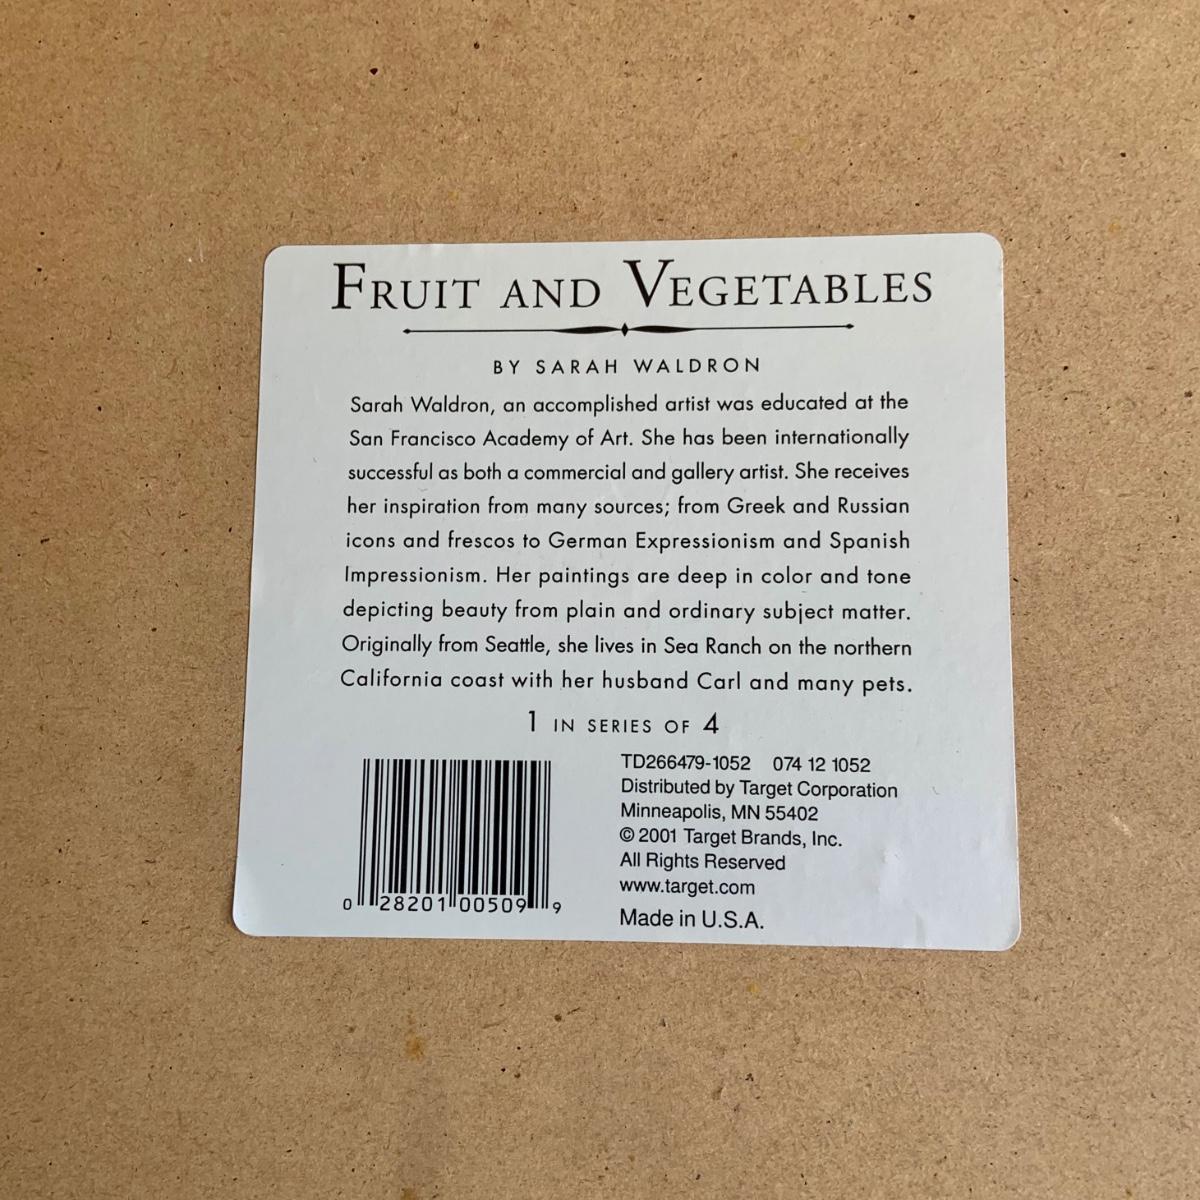 FRUIT AND VEGETABLES
BY SARAH WALDRON
Sarah Waldron, an accomplished artist was educated at the
San Francisco Academy of Art. She has been internationally
successful as both a commercial and gallery artist. She receives
her inspiration from many sources; from Greek and Russian
icons and frescos to German Expressionism and Spanish
Impressionism. Her paintings are deep in color and tone
depicting beauty from plain and ordinary subject matter.
Originally from Seattle, she lives in Sea Ranch on the northern
California coast with her husband Carl and many pets.
1 IN SERIES OF 4
TD266479-1052 074 12 1052
Distributed by Target Corporation
Minneapolis, MN 55402
© 2001 Target Brands, Inc.
All Rights Reserved
www.target.com
Made in U.S.A.
0 28201 00509 9